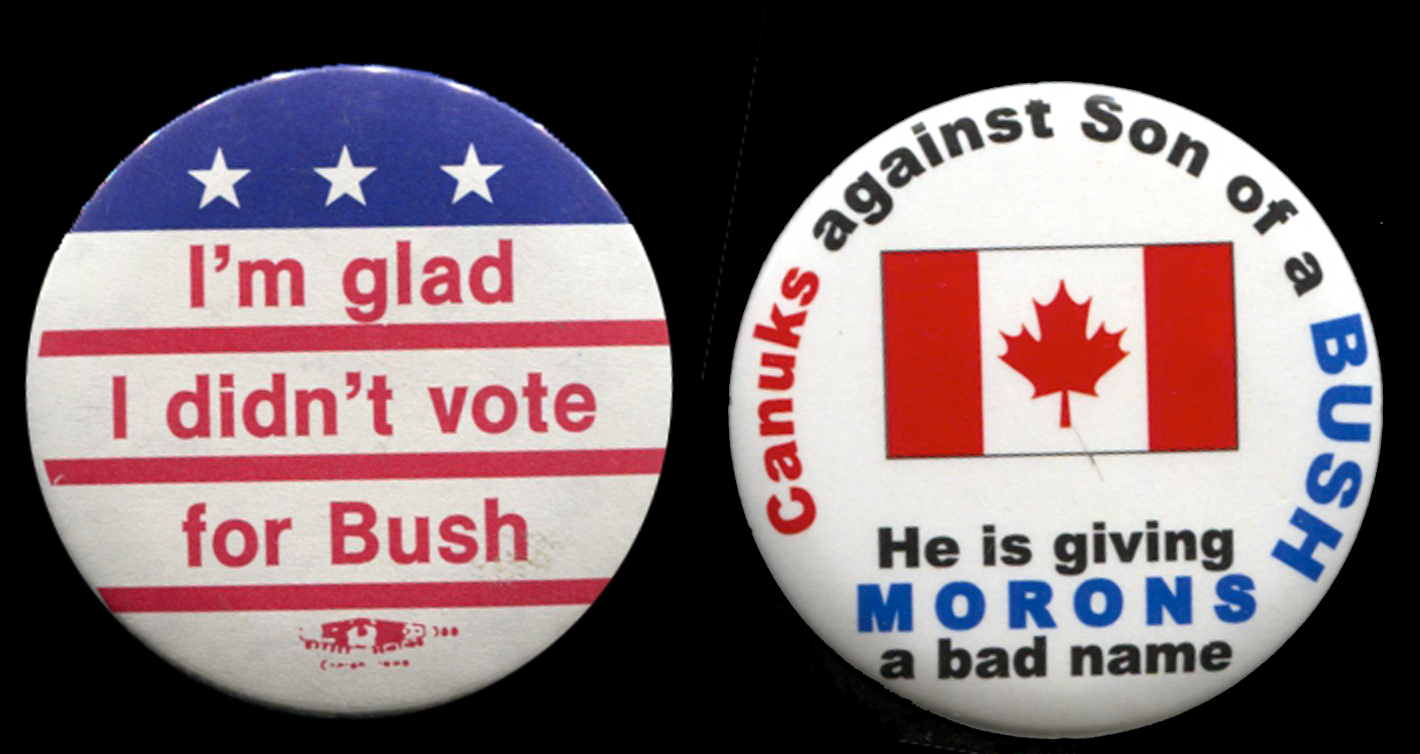 I'm glad
I didn't vote
for Bush
Canuks against Son of a BUSH
He is giving
MORONS
a bad name